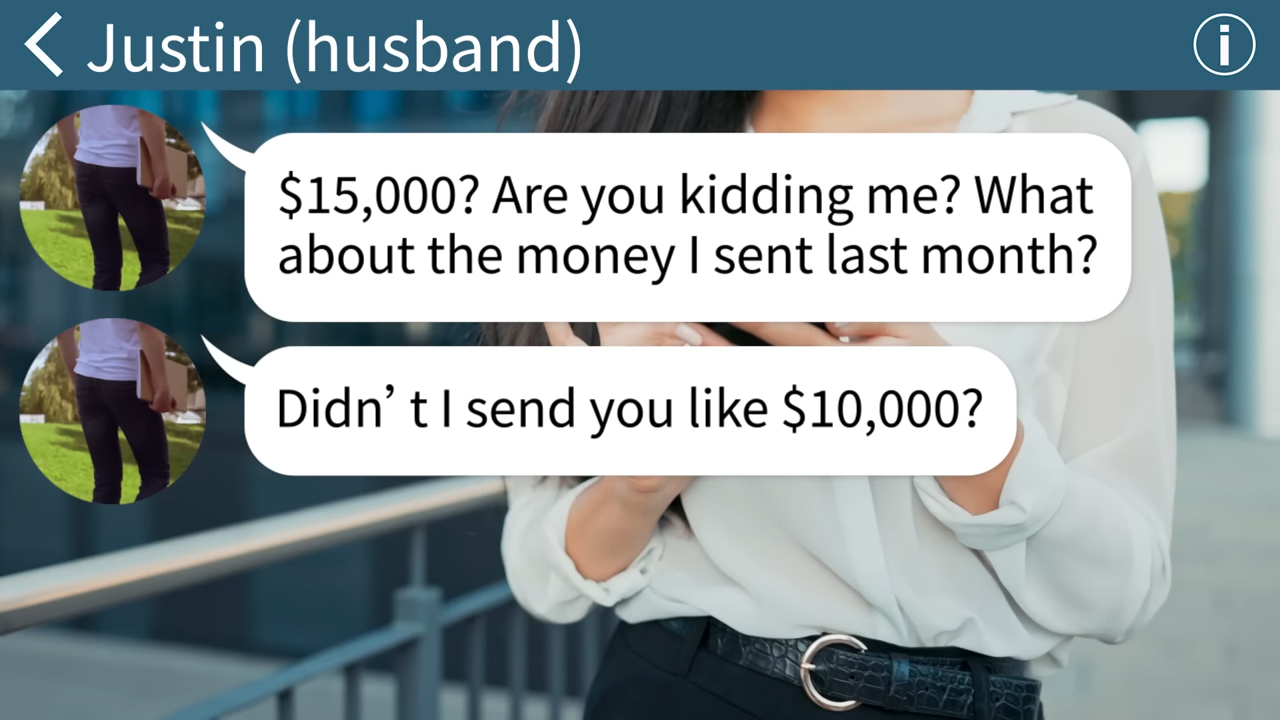 Justin (husband)
$15,000? Are you kidding me? What
about the money I sent last month?
Didn’t I send you like $10,000?